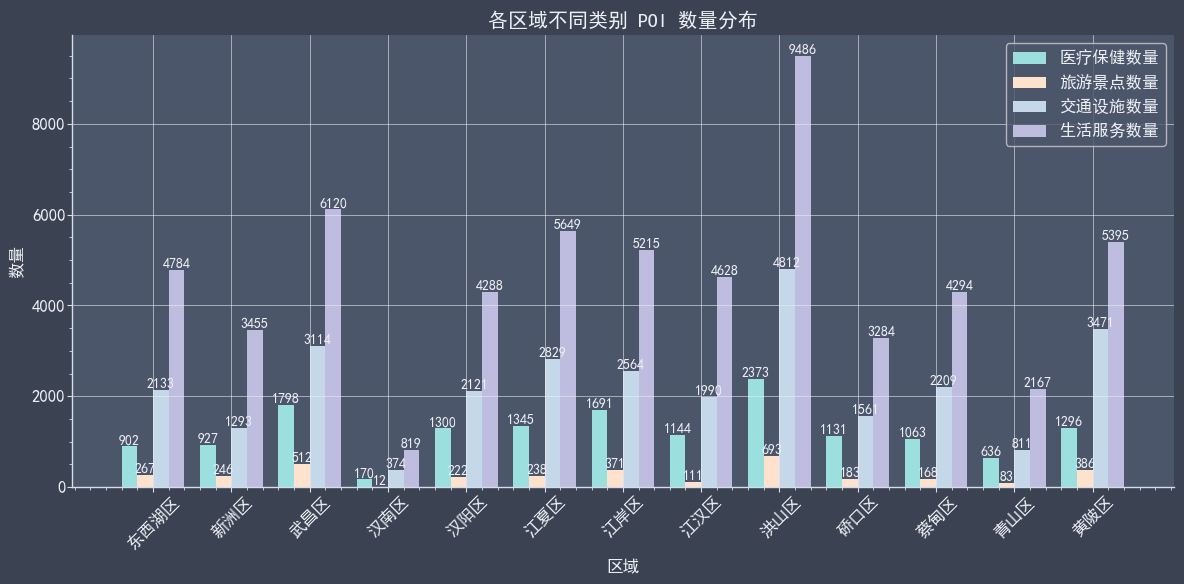 各区域不同类别 POI 数量分布
医疗保健数量
旅游景点数量
交通设施数量
生活服务数量
数量
8000
6000
4000
2000
0
902
267
2133
4784
927
246
1293
3455
1798
512
3114
6120
170
12
374
819
1300
222
2121
4288
1345
238
2829
5649
1691
371
2564
5215
1144
111
1990
4628
2373
693
4812
9486
1131
183
1561
3284
1063
168
2209
4294
636
83
811
2167
1296
386
3471
5395
东西湖区
新洲区
武昌区
汉南区
汉阳区
江夏区
江岸区
江汉区
洪山区
硚口区
蔡甸区
青山区
黄陂区
区域